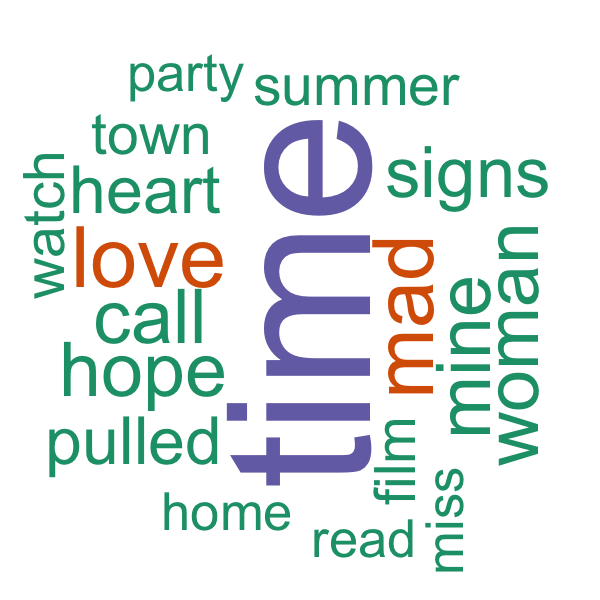 party
summer
town
signs
watch
heart
love
time
mad
call
mine
woman
hope
pulled
film
home
read
miss